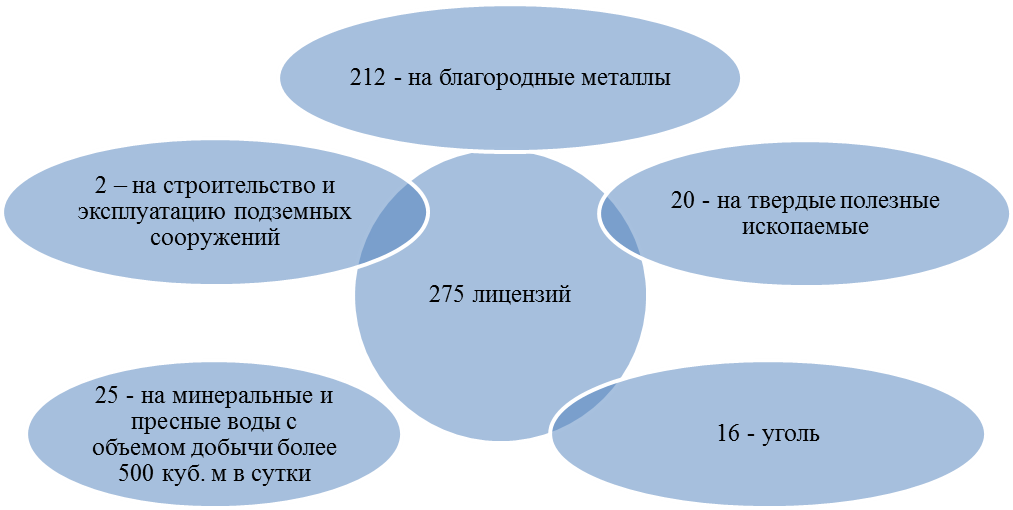 212 - на благородные металлы
2 – на строительство и
эксплуатацию подземных
сооружений
20 - на твердые полезные
ископаемые
275 лицензий
25 - на минеральные и
пресные воды с
объемом добычи более
500 куб. м в сутки
16 - уголь